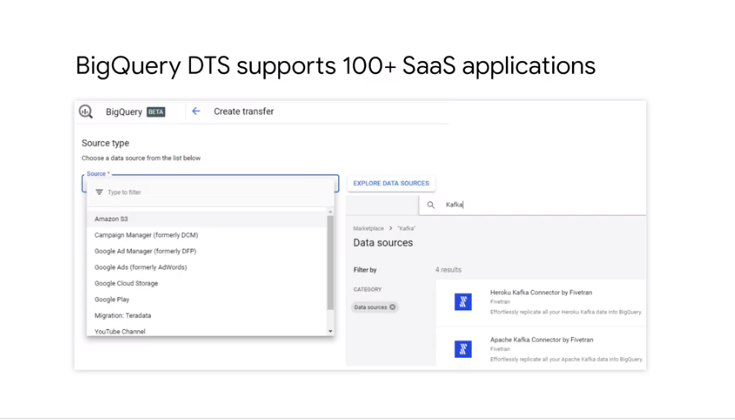 BigQuery DTS supports 100+ SaaS applications
BigQuery BETA
Create transfer
Source type
Choose a data source from the list below
Source *
Type to filter
Amazon S3
Campaign Manager (formerly DCM)
Google Ad Manager (formerly DFP)
Google Ads (formerly AdWords)
Google Cloud Storage
Google Play
Migration: Teradata
YouTube Channel
EXPLORE DATA SOURCES
Kafka
Marketplace > "Kafka"
Data sources
Filter by
4 results
CATEGORY
Data sources
Heroku Kafka Connector by Fivetran
Fivetran
Effortlessly replicate all your Heroku Kafka data into BigQuery
Apache Kafka Connector by Fivetran
Fivetran
Effortlessly replicate all your Apache Kafka data into BigQuery